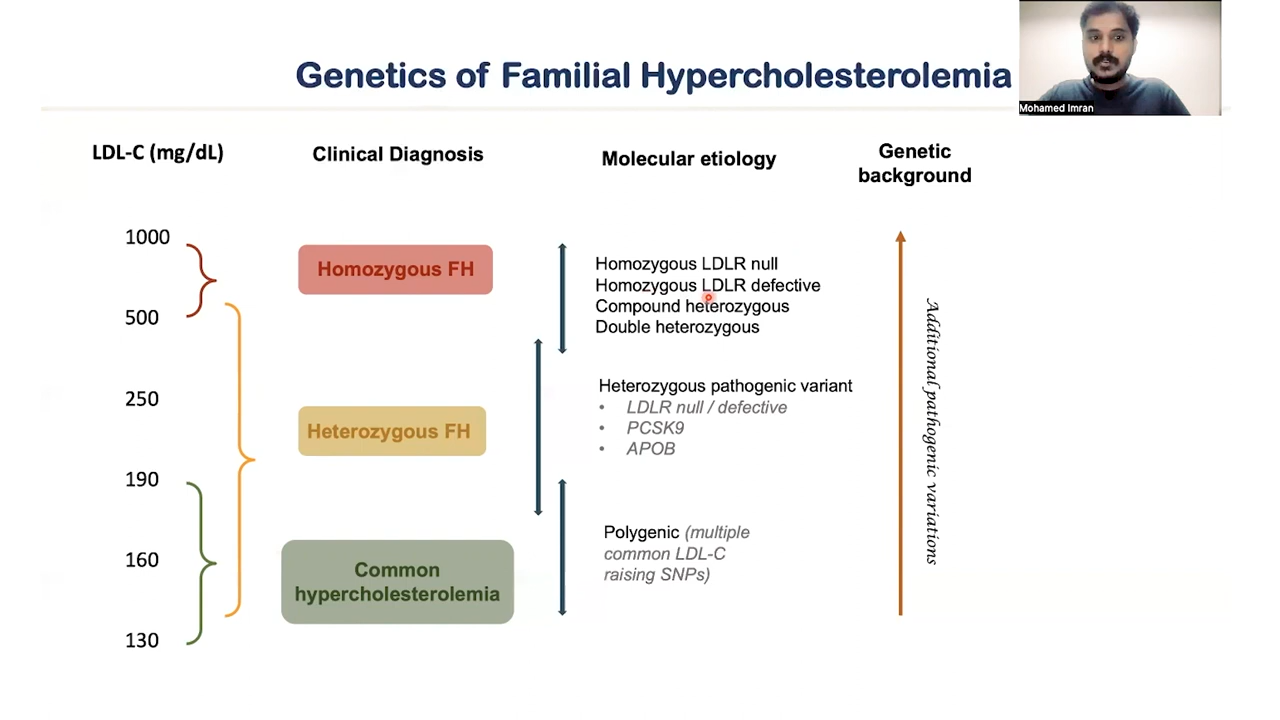 Genetics of Familial Hypercholesterolemia
Mohamed Imran
LDL-C (mg/dL)
Clinical Diagnosis
Molecular etiology
Genetic
background
1000
500
250
190
160
130
Homozygous FH
Heterozygous FH
Common
hypercholesterolemia
Homozygous LDLR null
Homozygous LDLR defective
Compound heterozygous
Double heterozygous
Heterozygous pathogenic variant
• LDLR null / defective
• PCSK9
• APOB
Polygenic (multiple
common LDL-C
raising SNPs)
Additional pathogenic variations